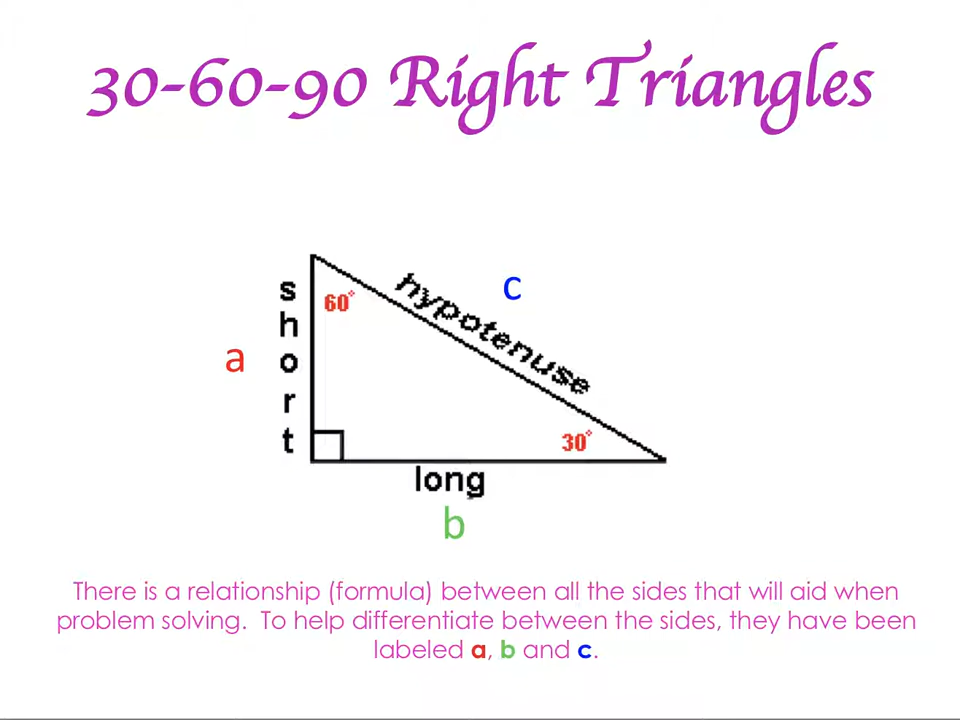 30-60-90 Right Triangles
short
60°
hypotenuse
c
a
30°
long
b
There is a relationship (formula) between all the sides that will aid when
problem solving.  To help differentiate between the sides, they have been
labeled a, b and c.